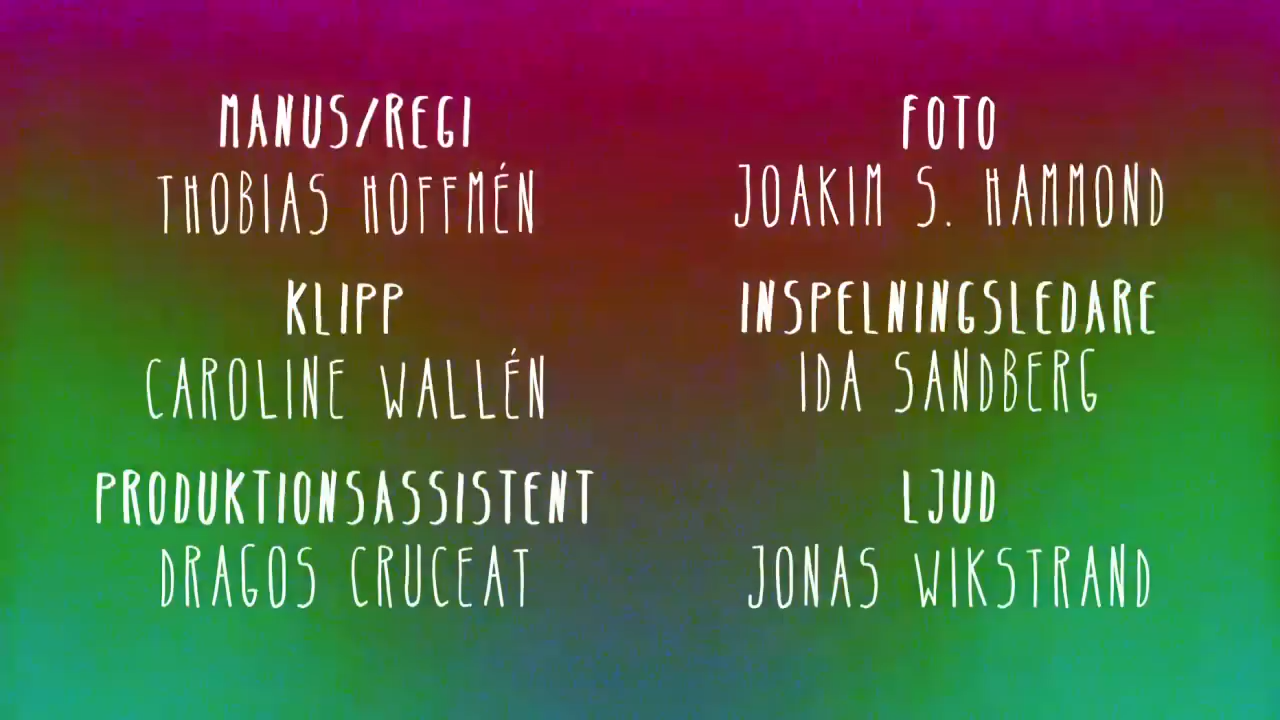 MANUS/REGI
THOBIAS HOFFMÉN
FOTO
JOAKIM S. HAMMOND
KLIPP
CAROLINE WALLÉN
INSPELNINGSLEDARE
IDA SANDBERG
PRODUKTIONSASSISTENT
DRAGOS CRUCEAT
LJUD
JONAS WIKSTRAND